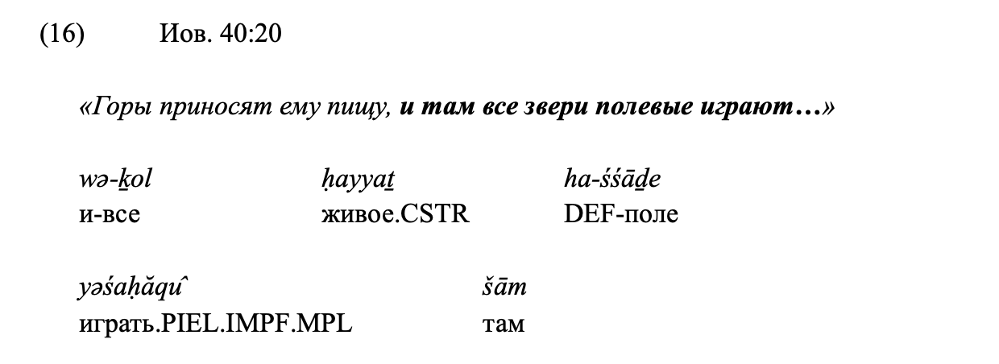 (16) Иов. 40:20
«Горы приносят ему пищу, и там все звери полевые играют…»
wə-ḵol ḥayyaṯ ha-śśāḏe
и-все живое.CSTR DEF-поле
yəśaḥăqu ̂ šām
играть.PIEL.IMPF.MPL там